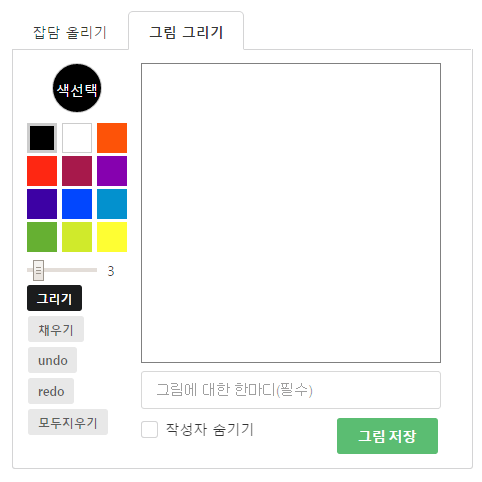 잡담 올리기
그림 그리기
색선택
3
그리기
채우기
undo
redo
모두지우기
그림에 대한 한마디(필수)
작성자 숨기기
그림 저장